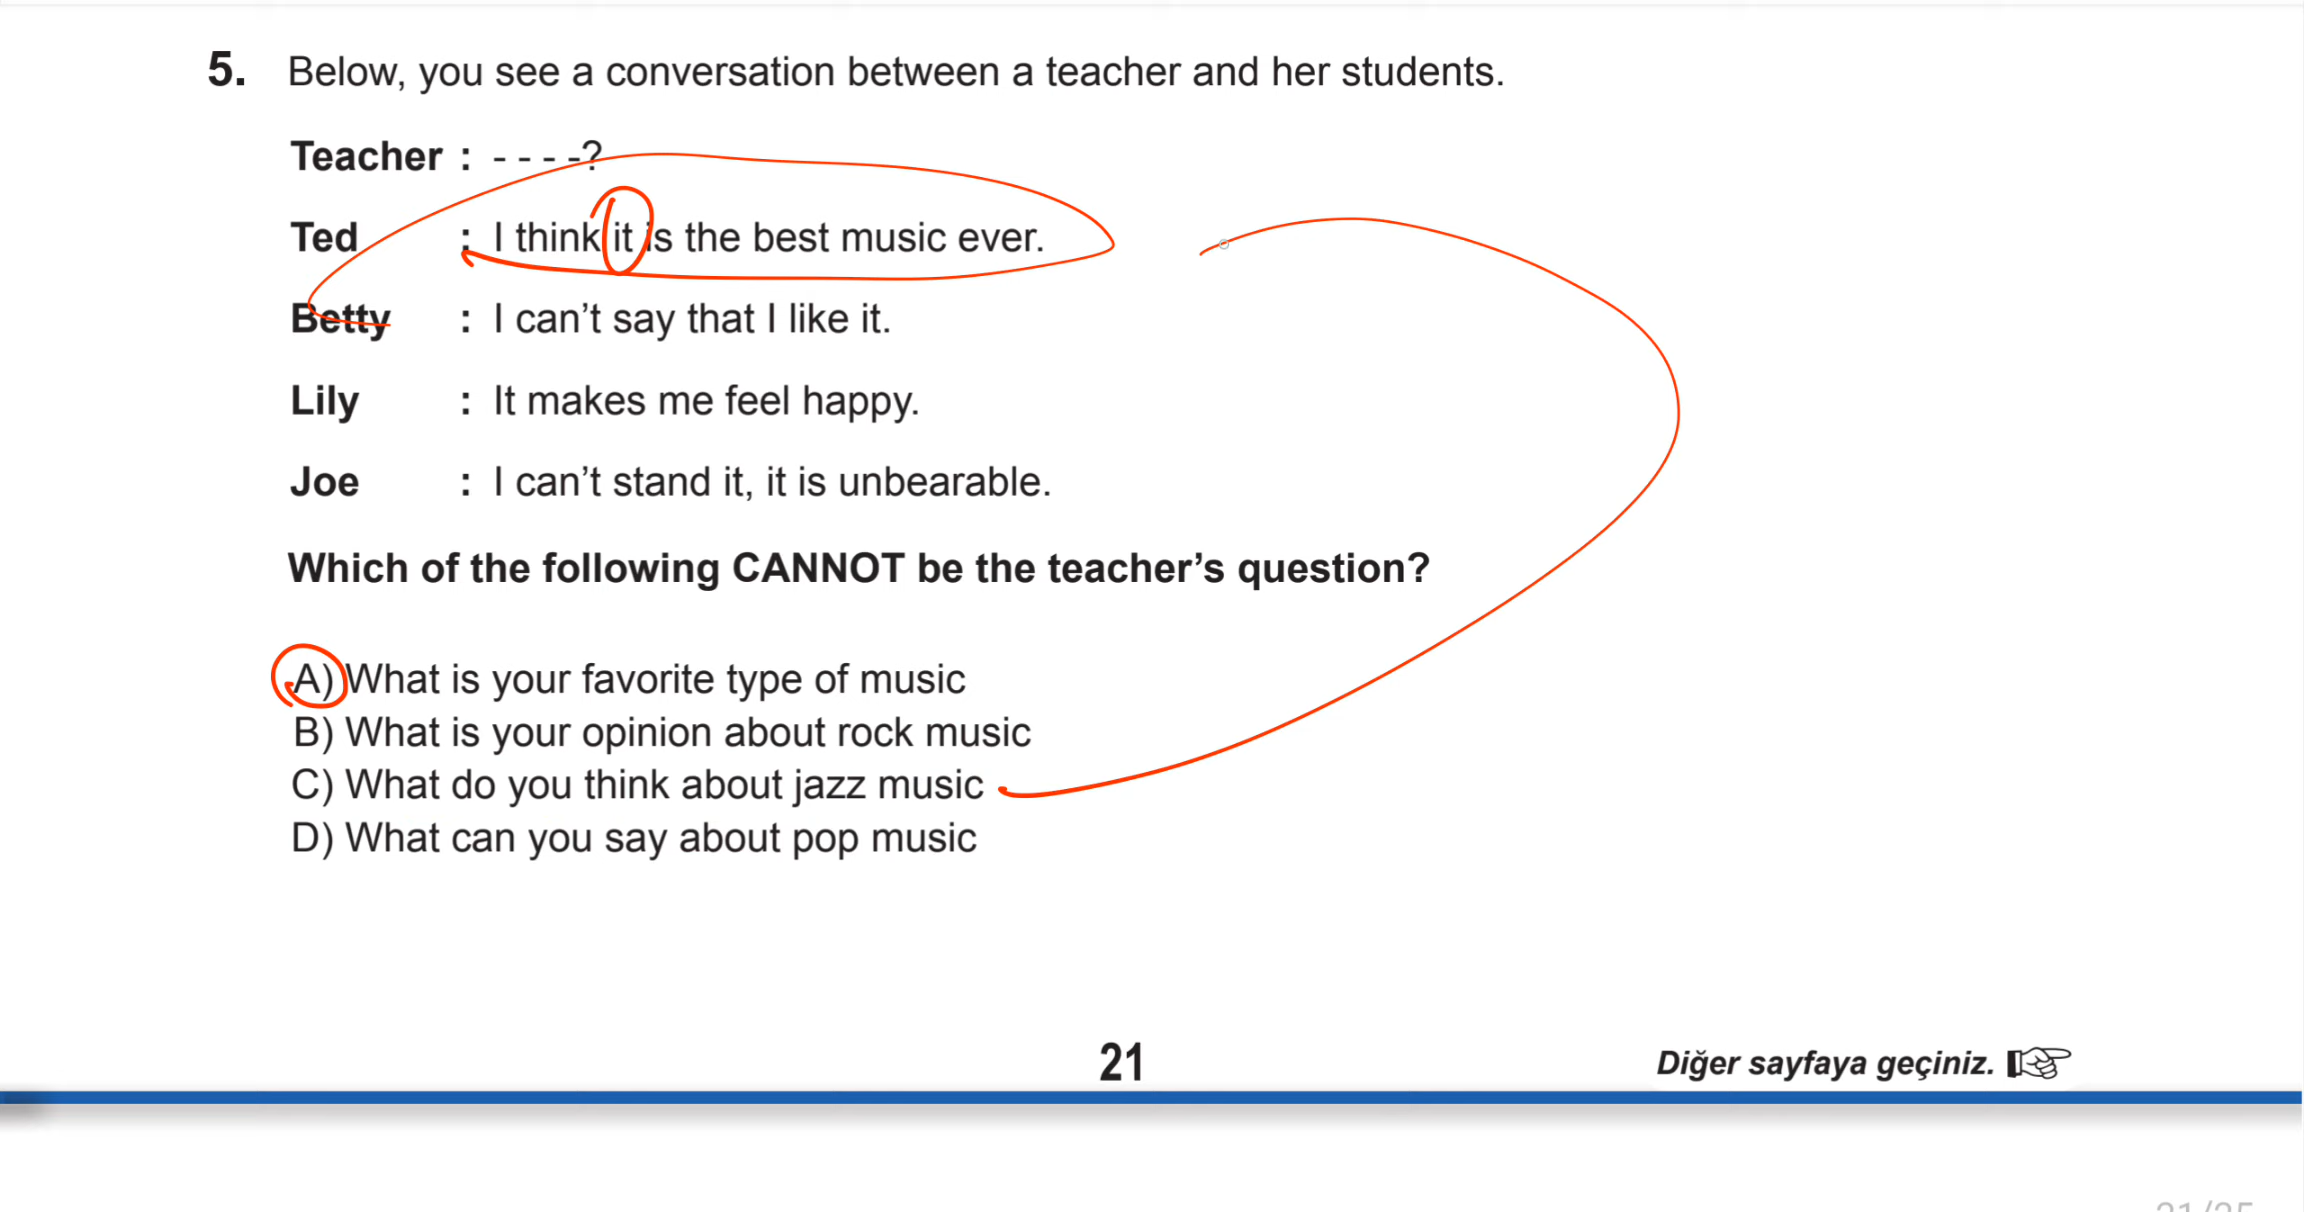 5. Below, you see a conversation between a teacher and her students.
Teacher : - - - -?
Ted : I think it is the best music ever.
Betty : I can't say that I like it.
Lily : It makes me feel happy.
Joe : I can't stand it, it is unbearable.
Which of the following CANNOT be the teacher's question?
A) What is your favorite type of music
B) What is your opinion about rock music
C) What do you think about jazz music
D) What can you say about pop music
21
Diğer sayfaya geçiniz.